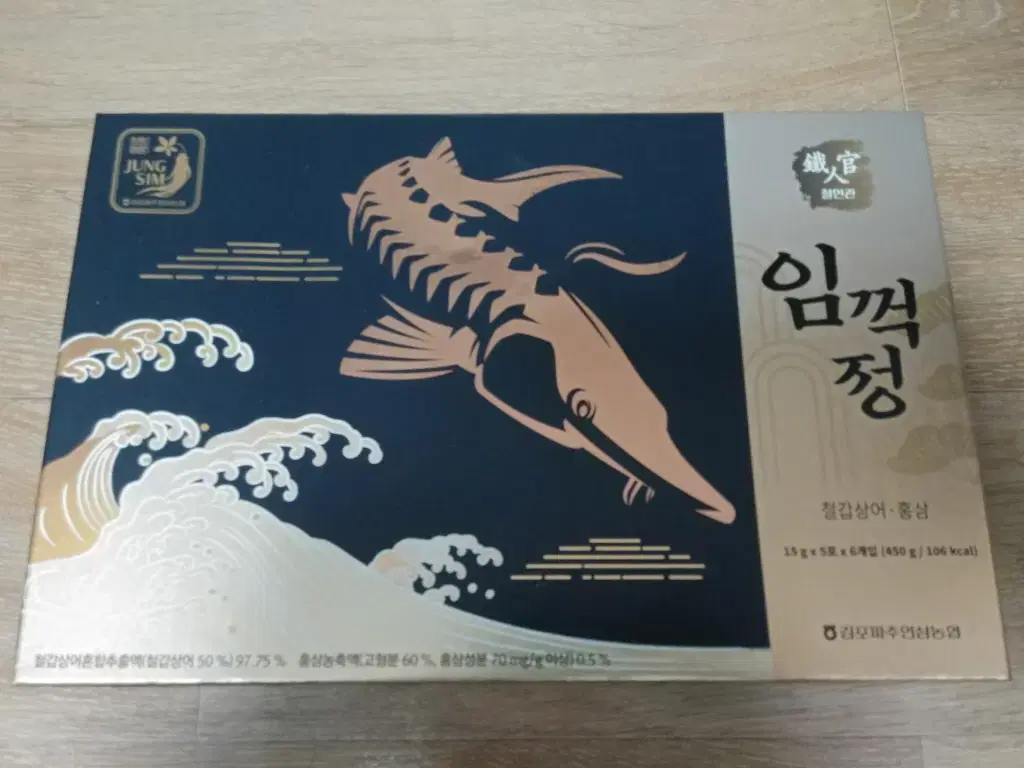 JUNG
SIM
鐵人官
철인관
임꺽정
철갑상어·홍삼
15 g x 5포 x 6개입 (450 g / 106 kcal)
김포파주인삼농협
철갑상어혼합추출액(철갑상어 50 %) 97.75 % 홍삼농축액(고형분 60 %, 홍삼성분 70 mg/g 이상) 0.5 %